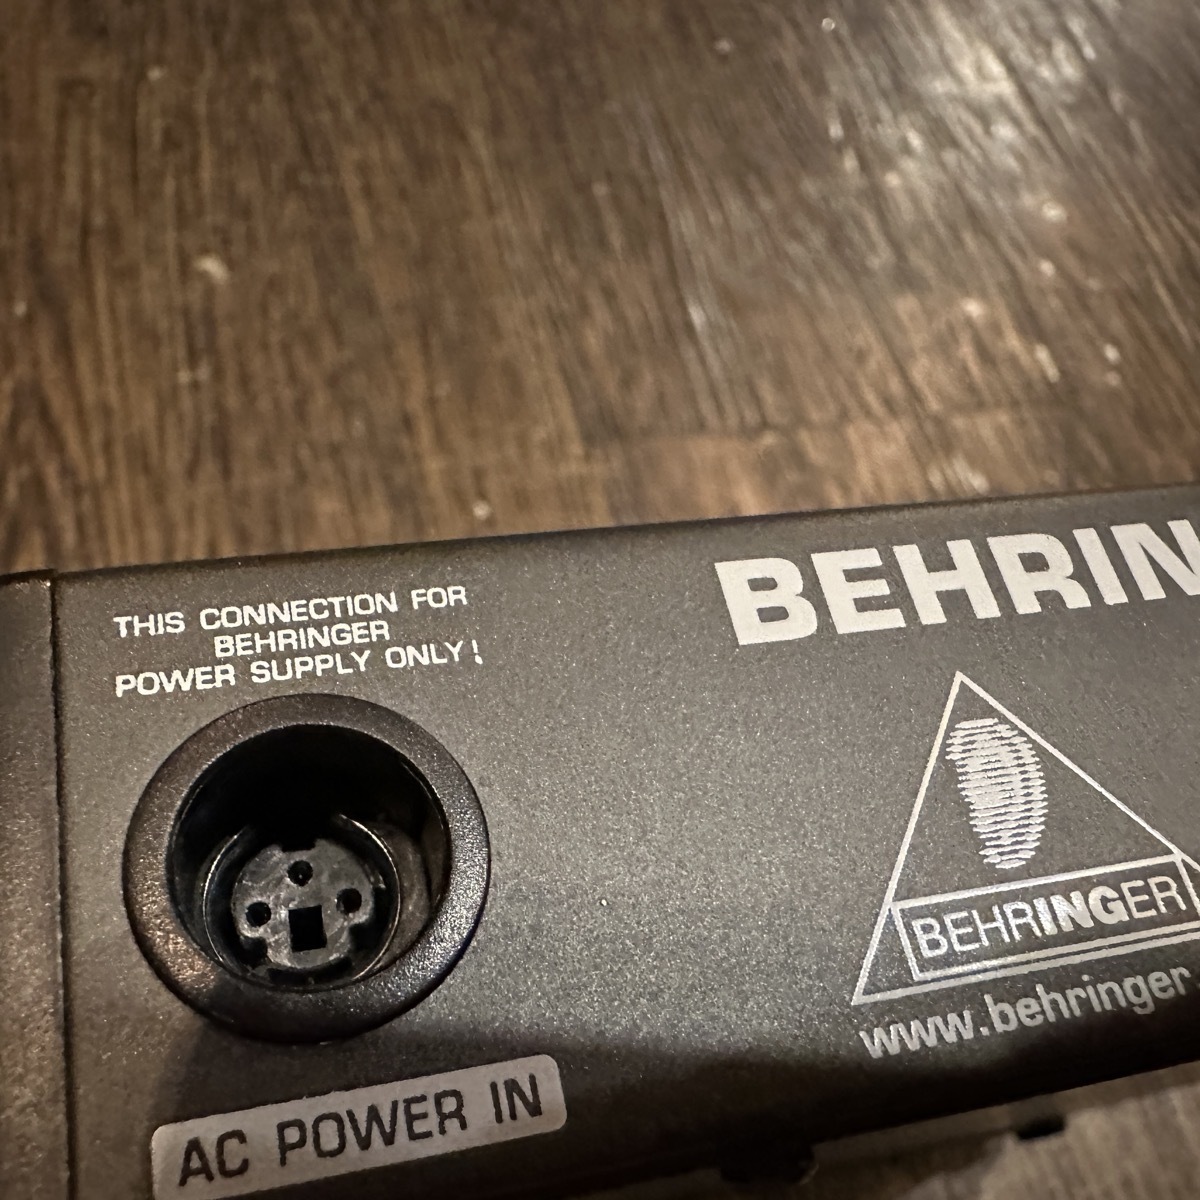 THIS CONNECTION FOR
BEHRINGER
POWER SUPPLY ONLY!
BEHRIN
BEHRINGER
www.behringer.
AC POWER IN